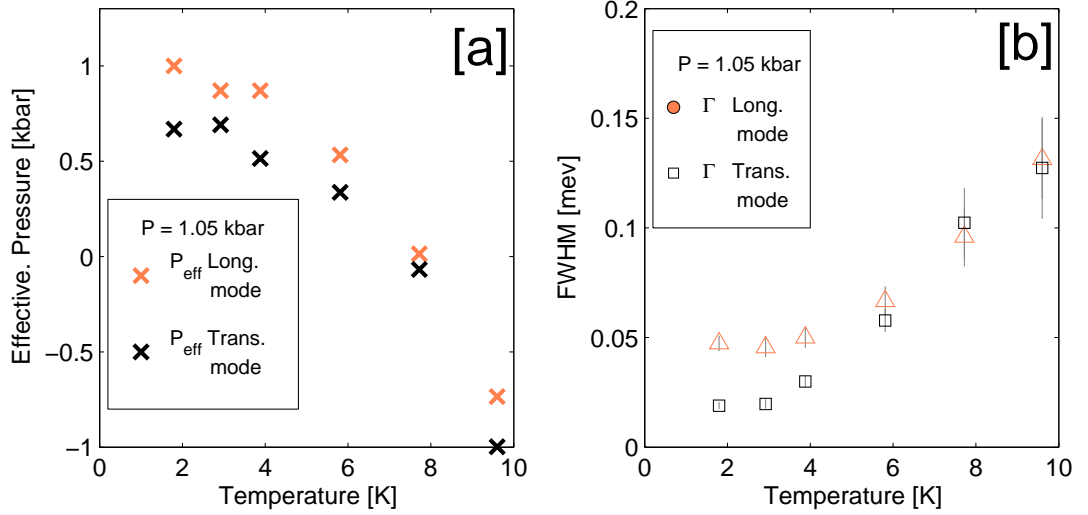 [a]
1
0.5
0
−0.5
−1
Effective. Pressure [kbar]
P = 1.05 kbar
Peff Long.
mode
Peff Trans.
mode
0 2 4 6 8 10
Temperature [K]
[b]
0.2
0.15
0.1
0.05
0
FWHM [mev]
P = 1.05 kbar
Γ Long.
mode
Γ Trans.
mode
0 2 4 6 8 10
Temperature [K]